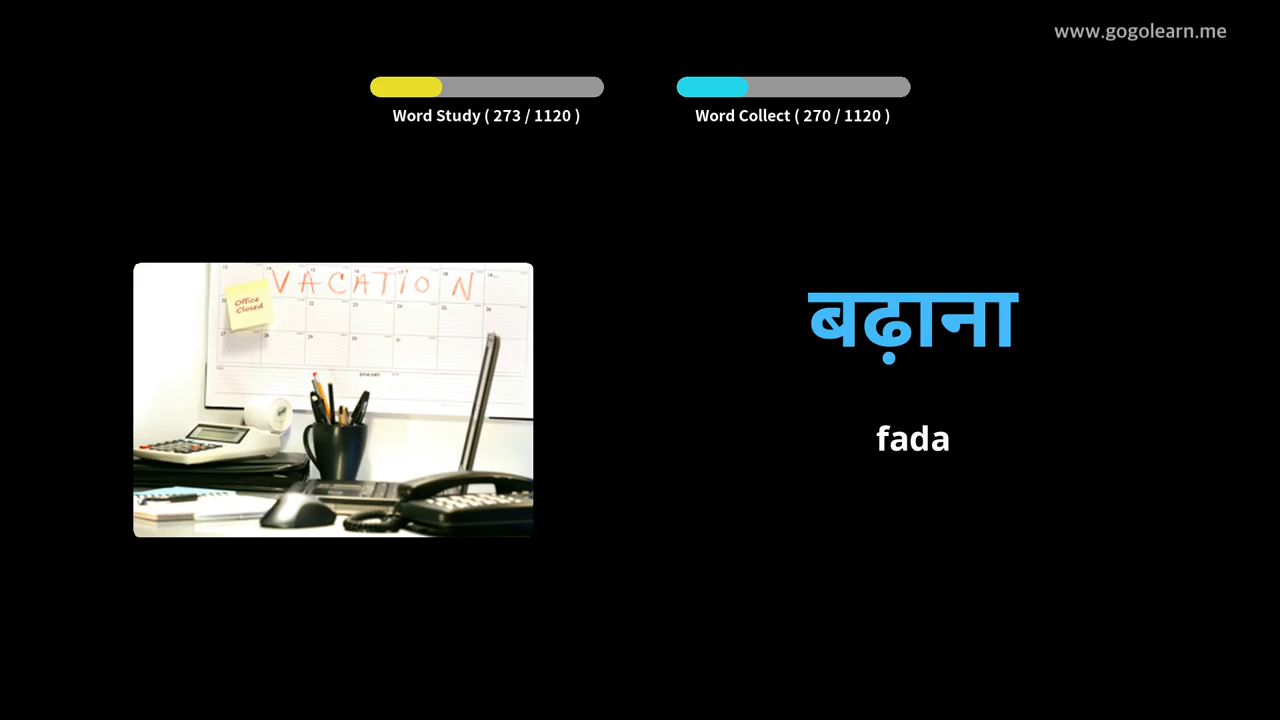 www.gogolearn.me
Word Study ( 273 / 1120 )
Word Collect ( 270 / 1120 )
VACATION
Office
Closed
बढ़ाना
fada